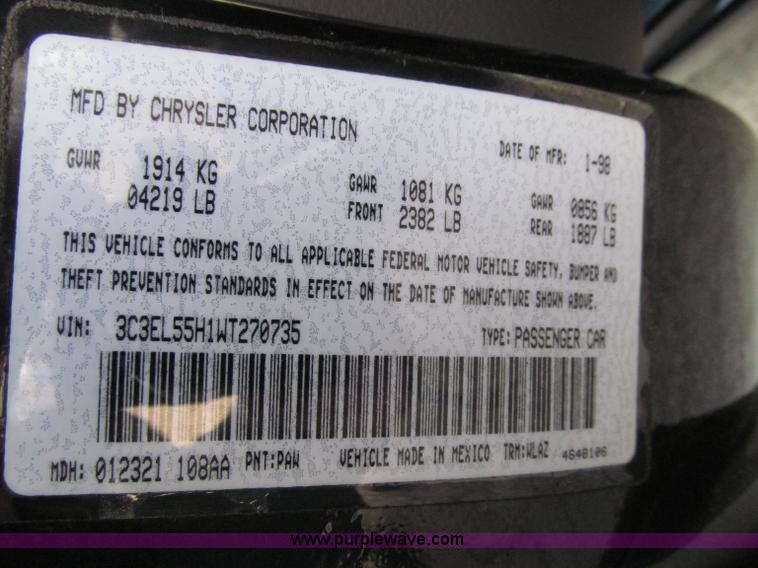 MFD BY CHRYSLER CORPORATION
DATE OF MFR: 1-98
GVWR 1914 KG
04219 LB
GAWR 1081 KG
FRONT 2382 LB
GAWR 0856 KG
REAR 1887 LB
THIS VEHICLE CONFORMS TO ALL APPLICABLE FEDERAL MOTOR VEHICLE SAFETY, BUMPER AND
THEFT PREVENTION STANDARDS IN EFFECT ON THE DATE OF MANUFACTURE SHOWN ABOVE.
VIN: 3C3EL55H1WT270735 TYPE: PASSENGER CAR
MDH: 012321 108AA PNT:PAW VEHICLE MADE IN MEXICO TRM:WLAZ 4648106
www.purplewave.com